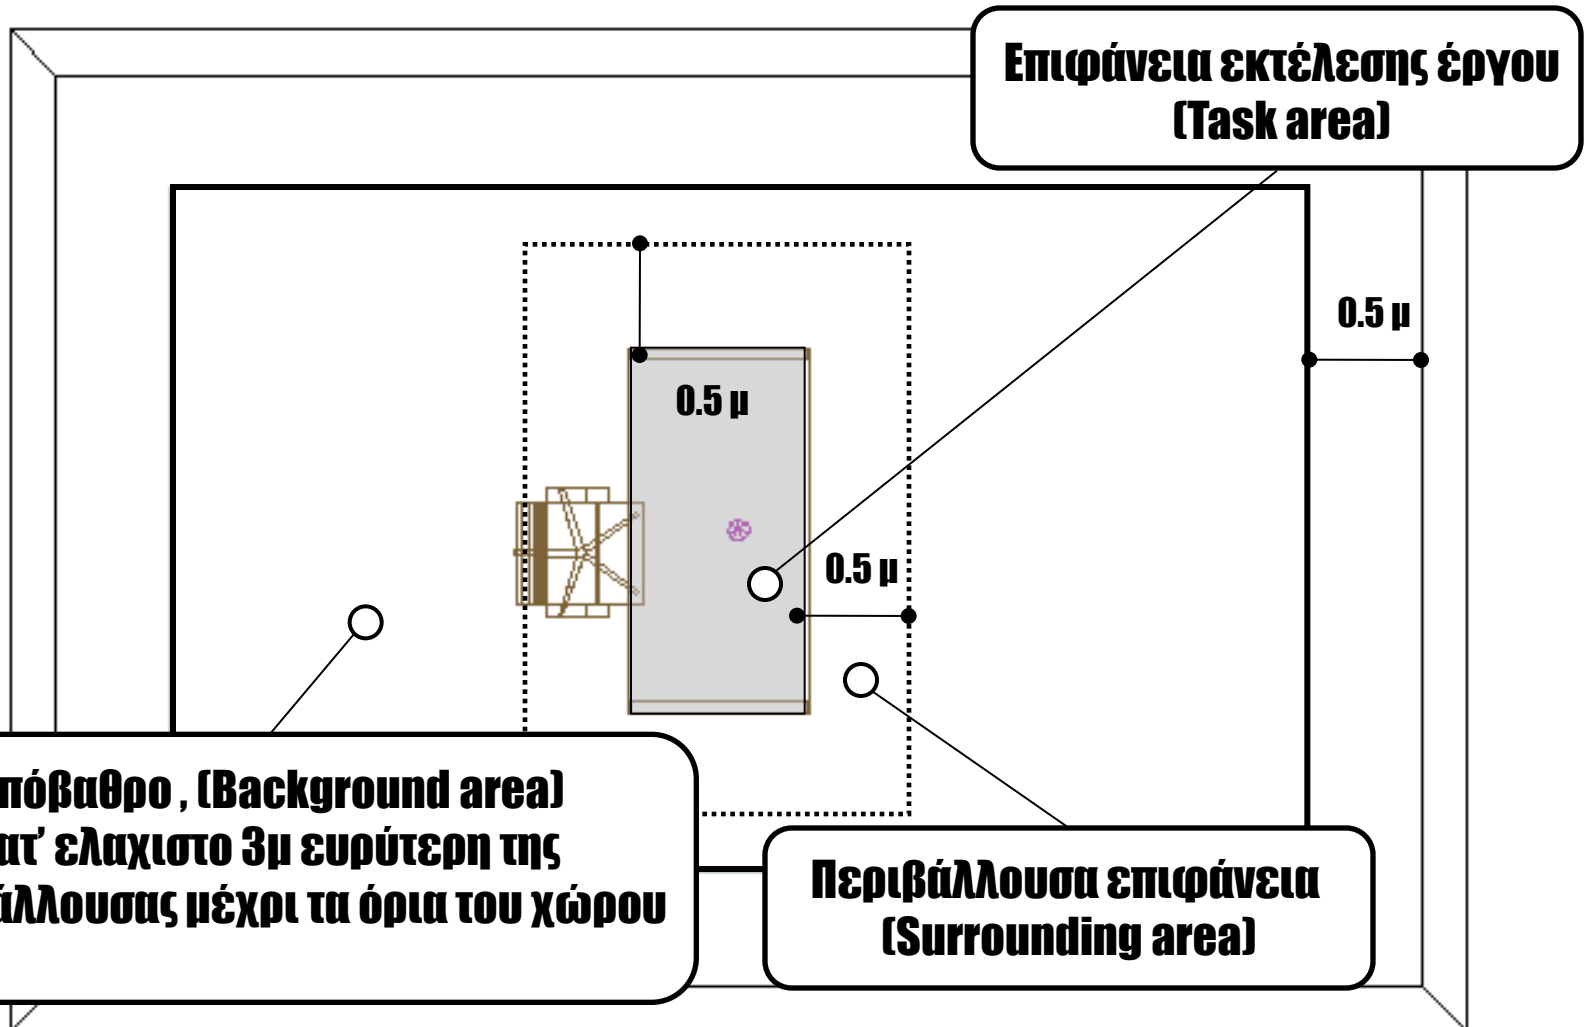 Επιφάνεια εκτέλεσης έργου
(Task area)
0.5 μ
0.5 μ
0.5 μ
πόβαθρο , (Background area)
ατ’ ελαχιστο 3μ ευρύτερη της
άλλουσας μέχρι τα όρια του χώρου
Περιβάλλουσα επιφάνεια
(Surrounding area)